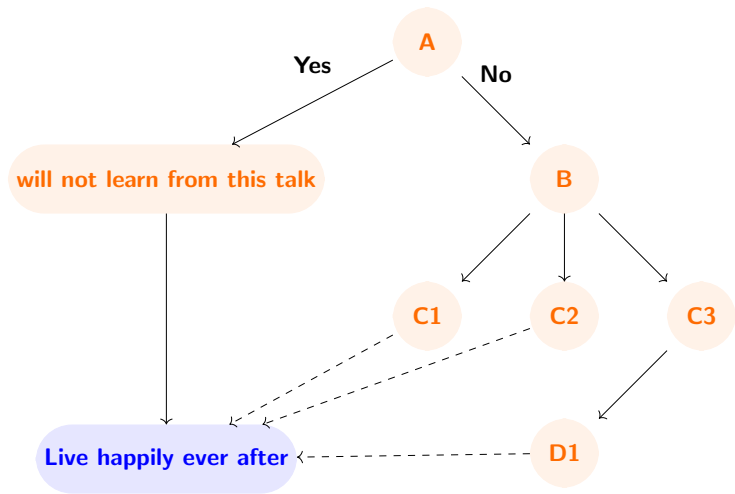 A
Yes
No
will not learn from this talk
B
C1
C2
C3
Live happily ever after
D1